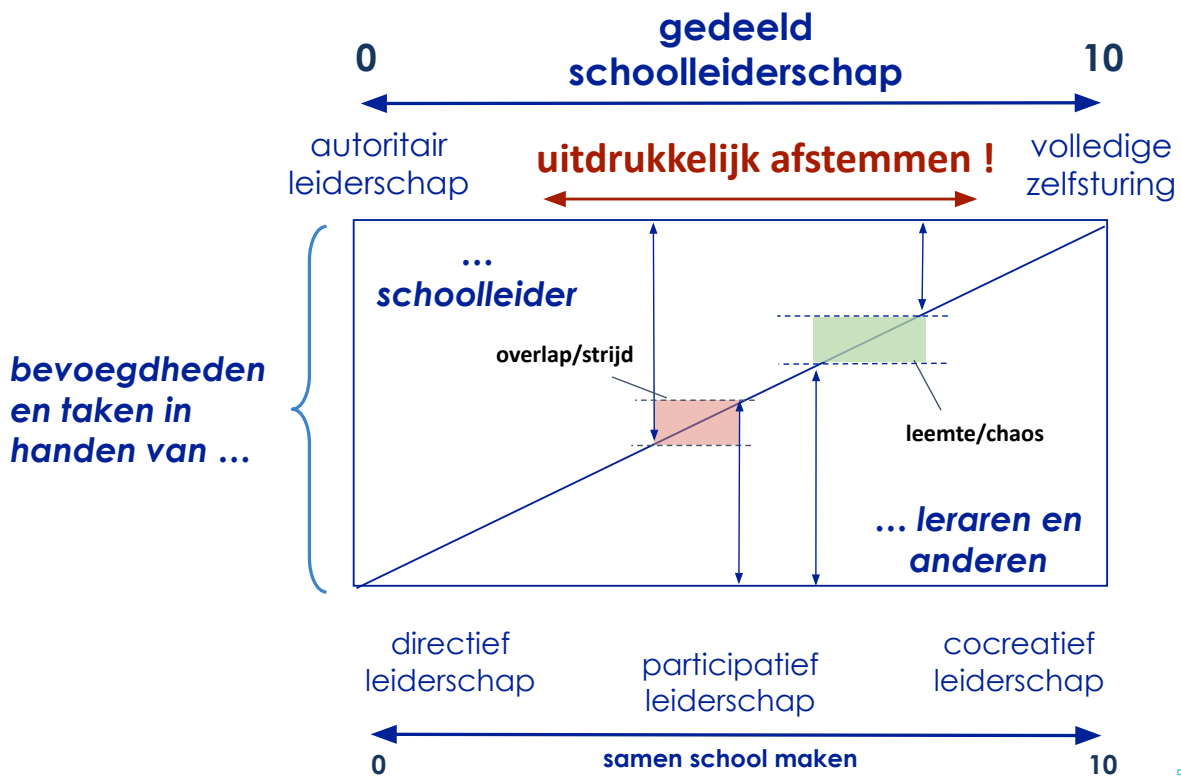 gedeeld
schoolleiderschap
0
10
autoritair
leiderschap
uitdrukkelijk afstemmen !
volledige
zelfsturing
…
schoolleider
overlap/strijd
bevoegdheden
en taken in
handen van …
leemte/chaos
… leraren en
anderen
directief
leiderschap
participatief
leiderschap
cocreatief
leiderschap
samen school maken
0
10